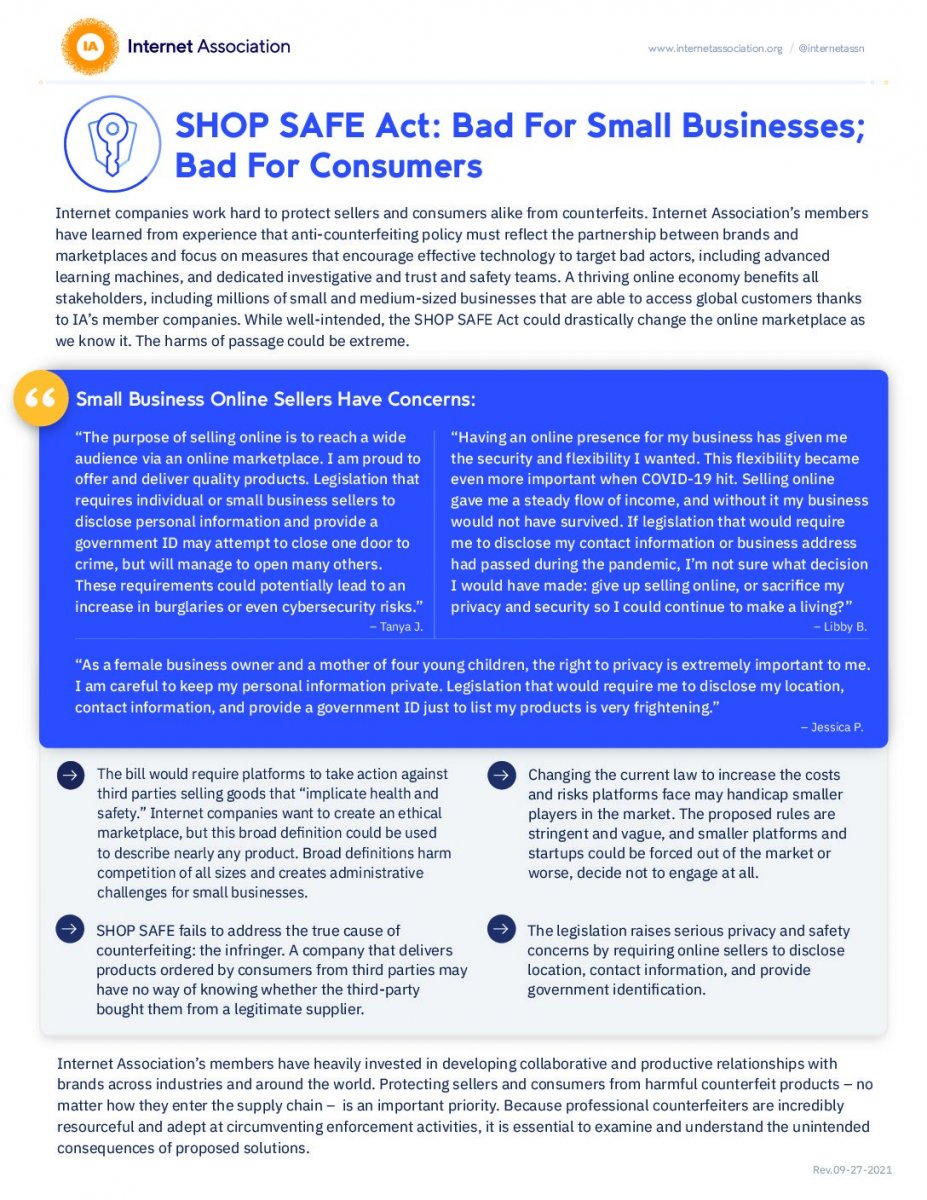 IA Internet Association
www.internetassociation.org / @internetassn
SHOP SAFE Act: Bad For Small Businesses;
Bad For Consumers
Internet companies work hard to protect sellers and consumers alike from counterfeits. Internet Association’s members
have learned from experience that anti-counterfeiting policy must reflect the partnership between brands and
marketplaces and focus on measures that encourage effective technology to target bad actors, including advanced
learning machines, and dedicated investigative and trust and safety teams. A thriving online economy benefits all
stakeholders, including millions of small and medium-sized businesses that are able to access global customers thanks
to IA’s member companies. While well-intended, the SHOP SAFE Act could drastically change the online marketplace as
we know it. The harms of passage could be extreme.
“
Small Business Online Sellers Have Concerns:
“The purpose of selling online is to reach a wide
audience via an online marketplace. I am proud to
offer and deliver quality products. Legislation that
requires individual or small business sellers to
disclose personal information and provide a
government ID may attempt to close one door to
crime, but will manage to open many others.
These requirements could potentially lead to an
increase in burglaries or even cybersecurity risks.”
– Tanya J.
“Having an online presence for my business has given me
the security and flexibility I wanted. This flexibility became
even more important when COVID-19 hit. Selling online
gave me a steady flow of income, and without it my business
would not have survived. If legislation that would require
me to disclose my contact information or business address
had passed during the pandemic, I’m not sure what decision
I would have made: give up selling online, or sacrifice my
privacy and security so I could continue to make a living?”
– Libby B.
“As a female business owner and a mother of four young children, the right to privacy is extremely important to me.
I am careful to keep my personal information private. Legislation that would require me to disclose my location,
contact information, and provide a government ID just to list my products is very frightening.”
– Jessica P.
The bill would require platforms to take action against
third parties selling goods that “implicate health and
safety.” Internet companies want to create an ethical
marketplace, but this broad definition could be used
to describe nearly any product. Broad definitions harm
competition of all sizes and creates administrative
challenges for small businesses.
Changing the current law to increase the costs
and risks platforms face may handicap smaller
players in the market. The proposed rules are
stringent and vague, and smaller platforms and
startups could be forced out of the market or
worse, decide not to engage at all.
SHOP SAFE fails to address the true cause of
counterfeiting: the infringer. A company that delivers
products ordered by consumers from third parties may
have no way of knowing whether the third-party
bought them from a legitimate supplier.
The legislation raises serious privacy and safety
concerns by requiring online sellers to disclose
location, contact information, and provide
government identification.
Internet Association’s members have heavily invested in developing collaborative and productive relationships with
brands across industries and around the world. Protecting sellers and consumers from harmful counterfeit products – no
matter how they enter the supply chain – is an important priority. Because professional counterfeiters are incredibly
resourceful and adept at circumventing enforcement activities, it is essential to examine and understand the unintended
consequences of proposed solutions.
Rev.09-27-2021